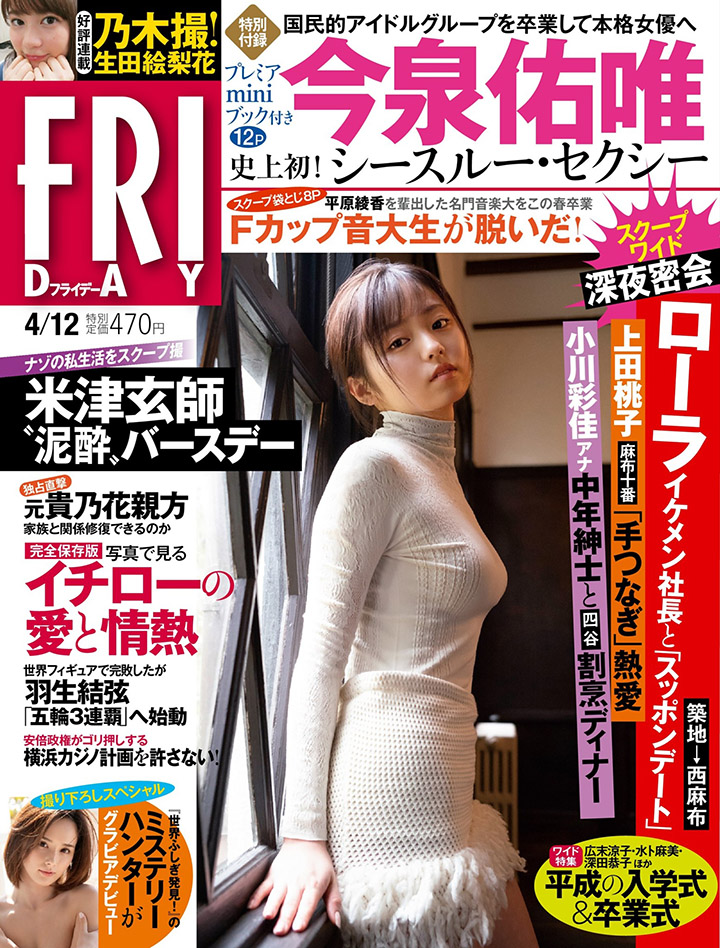 好評連載
乃木撮！
生田絵梨花
特別付録
国民的アイドルグループを卒業して本格女優へ
プレミア
mini
ブック付き
12P
今泉佑唯
史上初！シースルー・セクシー
スクープ袋とじ8P
平原綾香を輩出した名門音楽大をこの春卒業
Fカップ音大生が脱いだ！
FRI
DAY
フライデー
4/12
特別定価470円
スクープ
ワイド
深夜密会
ローラ イケメン社長と「スッポンデート」
築地→西麻布
上田桃子 麻布十番「手つなぎ」熱愛
小川彩佳アナ 中年紳士と 四谷 割烹ディナー
ナゾの私生活をスクープ撮
米津玄師
〝泥酔〟バースデー
独占直撃
元貴乃花親方
家族と関係修復できるのか
完全保存版 写真で見る
イチローの
愛と情熱
世界フィギュアで完敗したが
羽生結弦
「五輪3連覇」へ始動
安倍政権がゴリ押しする
横浜カジノ計画を許さない！
撮り下ろしスペシャル
『世界ふしぎ発見！』の
ミステリー
ハンターが
グラビアデビュー
ワイド特集
広末涼子・水卜麻美・
深田恭子 ほか
平成の入学式
&卒業式